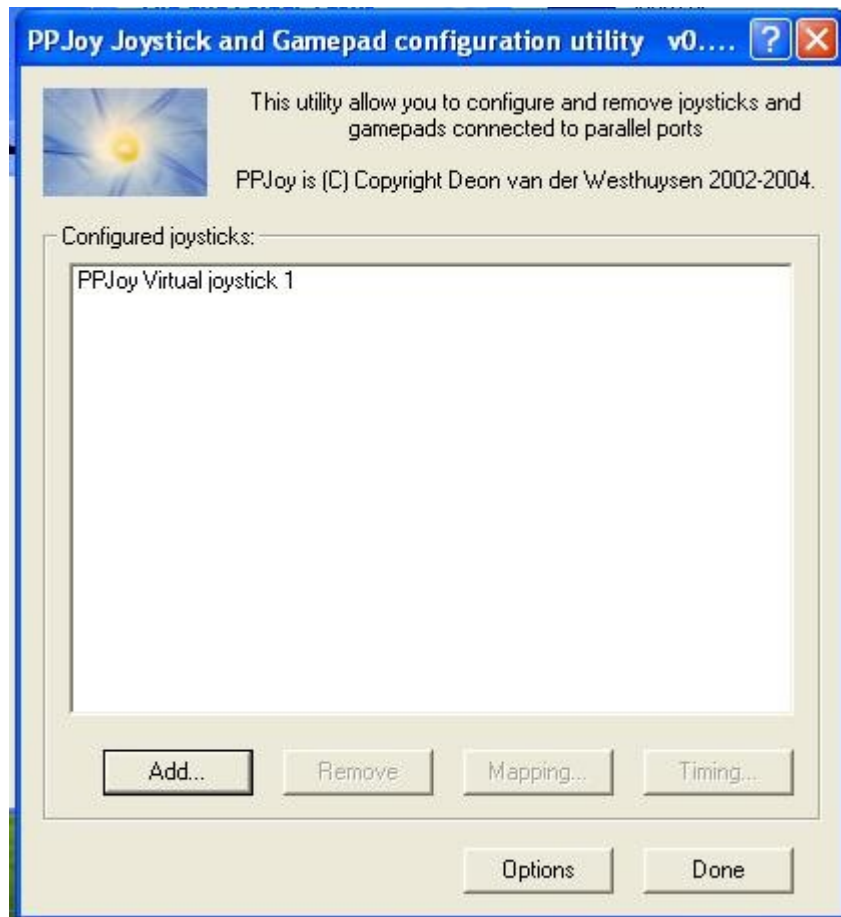 PPJoy Joystick and Gamepad configuration utility v0....
This utility allow you to configure and remove joysticks and
gamepads connected to parallel ports
PPJoy is (C) Copyright Deon van der Westhuysen 2002-2004.
Configured joysticks:
PPJoy Virtual joystick 1
Add...
Remove
Mapping...
Timing...
Options
Done